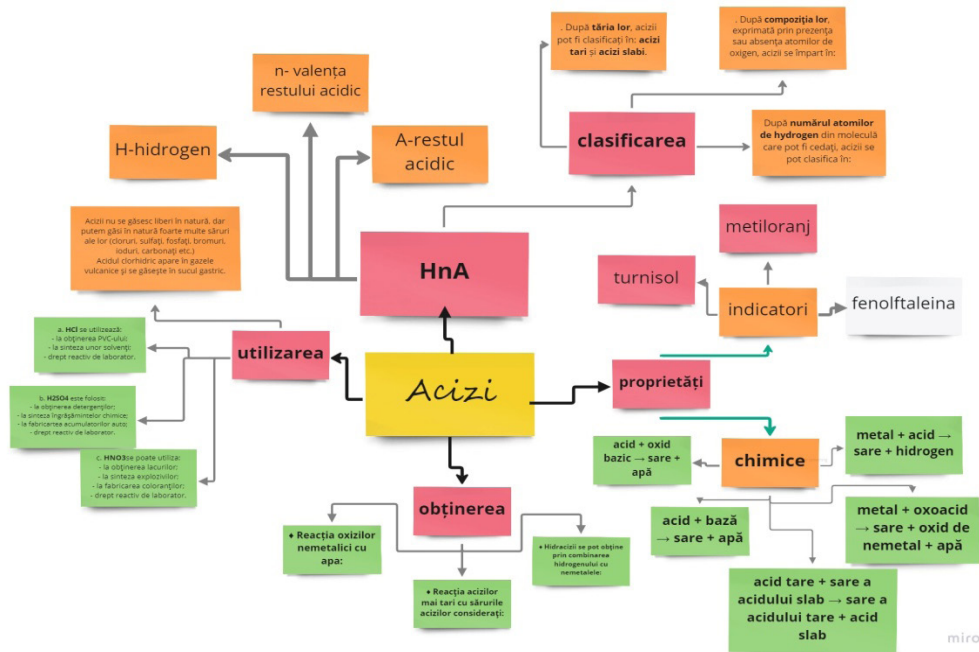 . După tăria lor, acizii
pot fi clasificați în: acizi
tari și acizi slabi.
. După compoziția lor,
exprimată prin prezența
sau absența atomilor de
oxigen, acizii se împart în:
n- valența
restului acidic
H-hidrogen
A-restul
acidic
clasificarea
După numărul atomilor
de hydrogen din moleculă
care pot fi cedați, acizii se
pot clasifica în:
Acizii nu se găsesc liberi în natură, dar
putem găsi în natură foarte multe săruri
ale lor (cloruri, sulfați, fosfați, bromuri,
ioduri, carbonați etc.)
Acidul clorhidric apare în gazele
vulcanice și se găsește în sucul gastric.
HnA
metiloranj
turnisol
indicatori
fenolftaleina
a. HCl se utilizează:
- la obținerea PVC-ului;
- la sinteza unor solvenți;
- drept reactiv de laborator.
utilizarea
Acizi
proprietăți
b. H2SO4 este folosit:
- la obținerea detergenților;
- la sinteza îngrășămintelor chimice;
- la fabricarea acumulatorilor auto;
- drept reactiv de laborator.
c. HNO3se poate utiliza:
- la obținerea lacurilor;
- la sinteza explozivilor;
- la fabricarea coloranților;
- drept reactiv de laborator.
obținerea
acid + oxid
bazic → sare +
apă
chimice
metal + acid →
sare + hidrogen
acid + bază
→ sare + apă
metal + oxoacid
→ sare + oxid de
nemetal + apă
♦ Reacția oxizilor
nemetalici cu
apa:
♦ Hidracizii se pot obține
prin combinarea
hidrogenului cu
nemetalele:
♦ Reacția acizilor
mai tari cu sărurile
acizilor considerați:
acid tare + sare a
acidului slab → sare a
acidului tare + acid
slab
miro